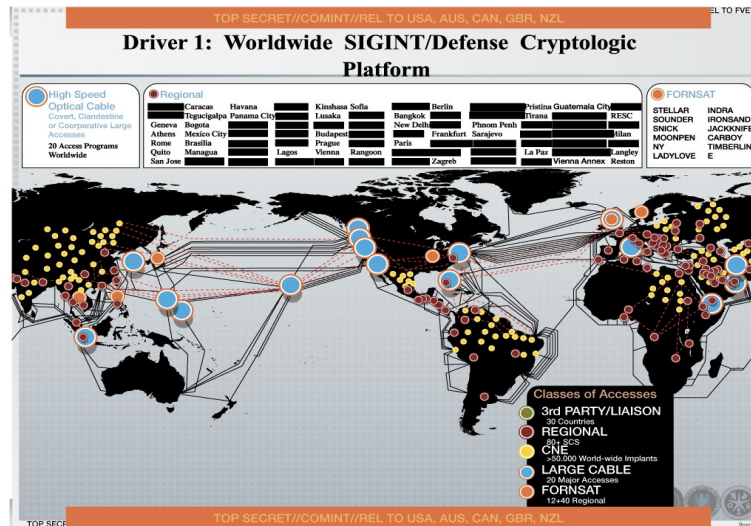 TOP SECRET//COMINT//REL TO USA, AUS, CAN, GBR, NZL
EL TO FVE
Driver 1: Worldwide SIGINT/Defense Cryptologic
Platform
High Speed
Optical Cable
Covert, Clandestine
or Coorperative Large
Accesses
20 Access Programs
Worldwide
Regional
Caracas Havana Kinshasa Sofia Berlin Pristina Guatemala City
Tegucigalpa Panama City Lusaka Bangkok Tirana RESC
Geneva Bogota New Delhi Phnom Penh
Athens Mexico City Budapest Frankfurt Sarajevo Milan
Rome Brasilia Prague Paris
Quito Managua Lagos Vienna Rangoon La Paz Langley
San Jose Zagreb Vienna Annex Reston
FORNSAT
STELLAR INDRA
SOUNDER IRONSAND
SNICK JACKKNIFE
MOONPEN CARBOY
NY TIMBERLIN
LADYLOVE E
Classes of Accesses
3rd PARTY/LIAISON
30 Countries
REGIONAL
80+ SCS
CNE
>50.000 World-wide Implants
LARGE CABLE
20 Major Accesses
FORNSAT
12+40 Regional
TOP SECRET//COMINT//REL TO USA, AUS, CAN, GBR, NZL
TOP SECR